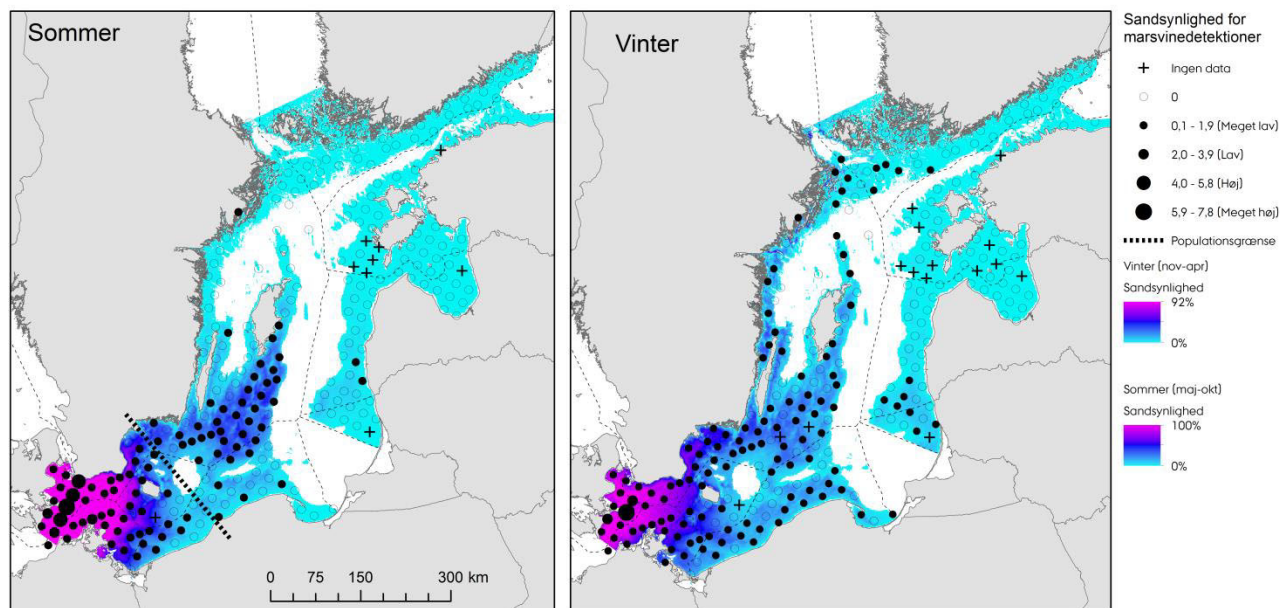 Sommer
0 75 150 300 km
Vinter
Sandsynlighed for
marsvinedetektioner
Ingen data
0
0,1 - 1,9 (Meget lav)
2,0 - 3,9 (Lav)
4,0 - 5,8 (Høj)
5,9 - 7,8 (Meget høj)
Populationsgrænse
Vinter (nov-apr)
Sandsynlighed
92%
0%
Sommer (maj-okt)
Sandsynlighed
100%
0%